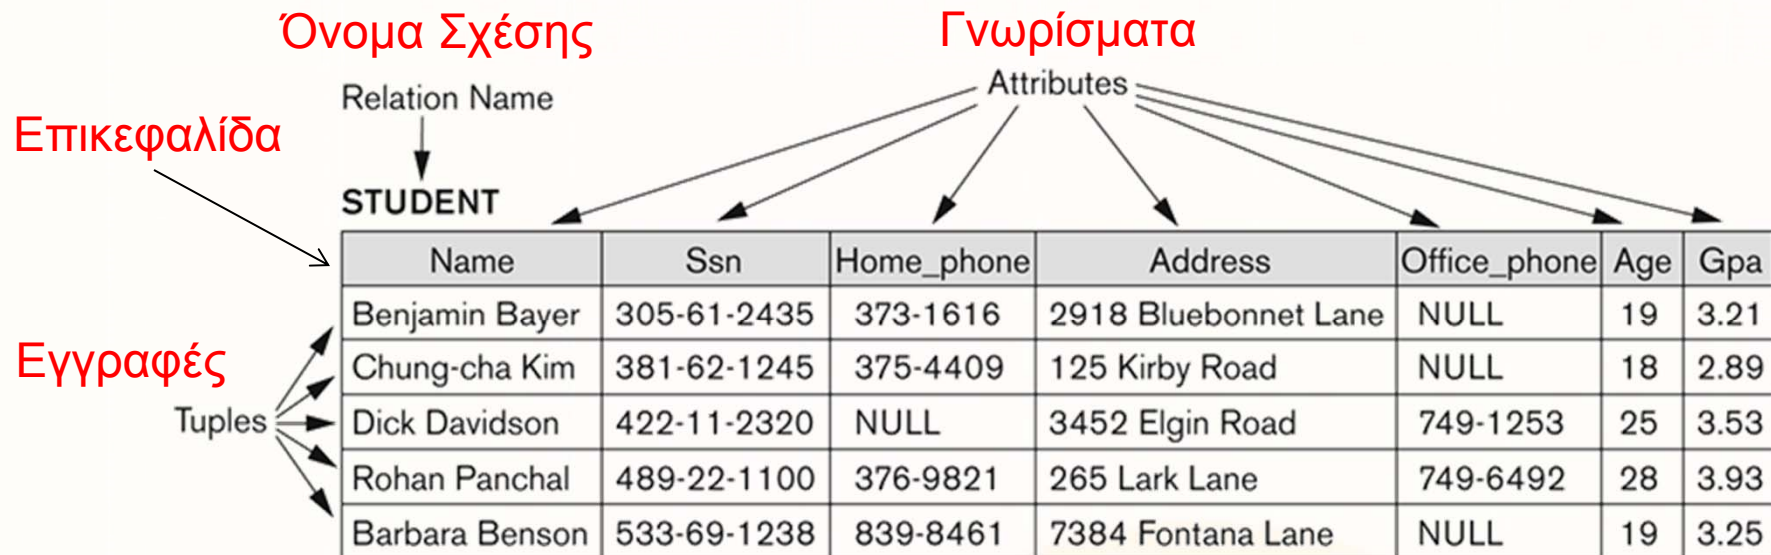 Όνομα Σχέσης
Γνωρίσματα
Relation Name
Attributes
Επικεφαλίδα
STUDENT
Name Ssn Home_phone Address Office_phone Age Gpa
Benjamin Bayer 305-61-2435 373-1616 2918 Bluebonnet Lane NULL 19 3.21
Chung-cha Kim 381-62-1245 375-4409 125 Kirby Road NULL 18 2.89
Dick Davidson 422-11-2320 NULL 3452 Elgin Road 749-1253 25 3.53
Rohan Panchal 489-22-1100 376-9821 265 Lark Lane 749-6492 28 3.93
Barbara Benson 533-69-1238 839-8461 7384 Fontana Lane NULL 19 3.25
Εγγραφές
Tuples